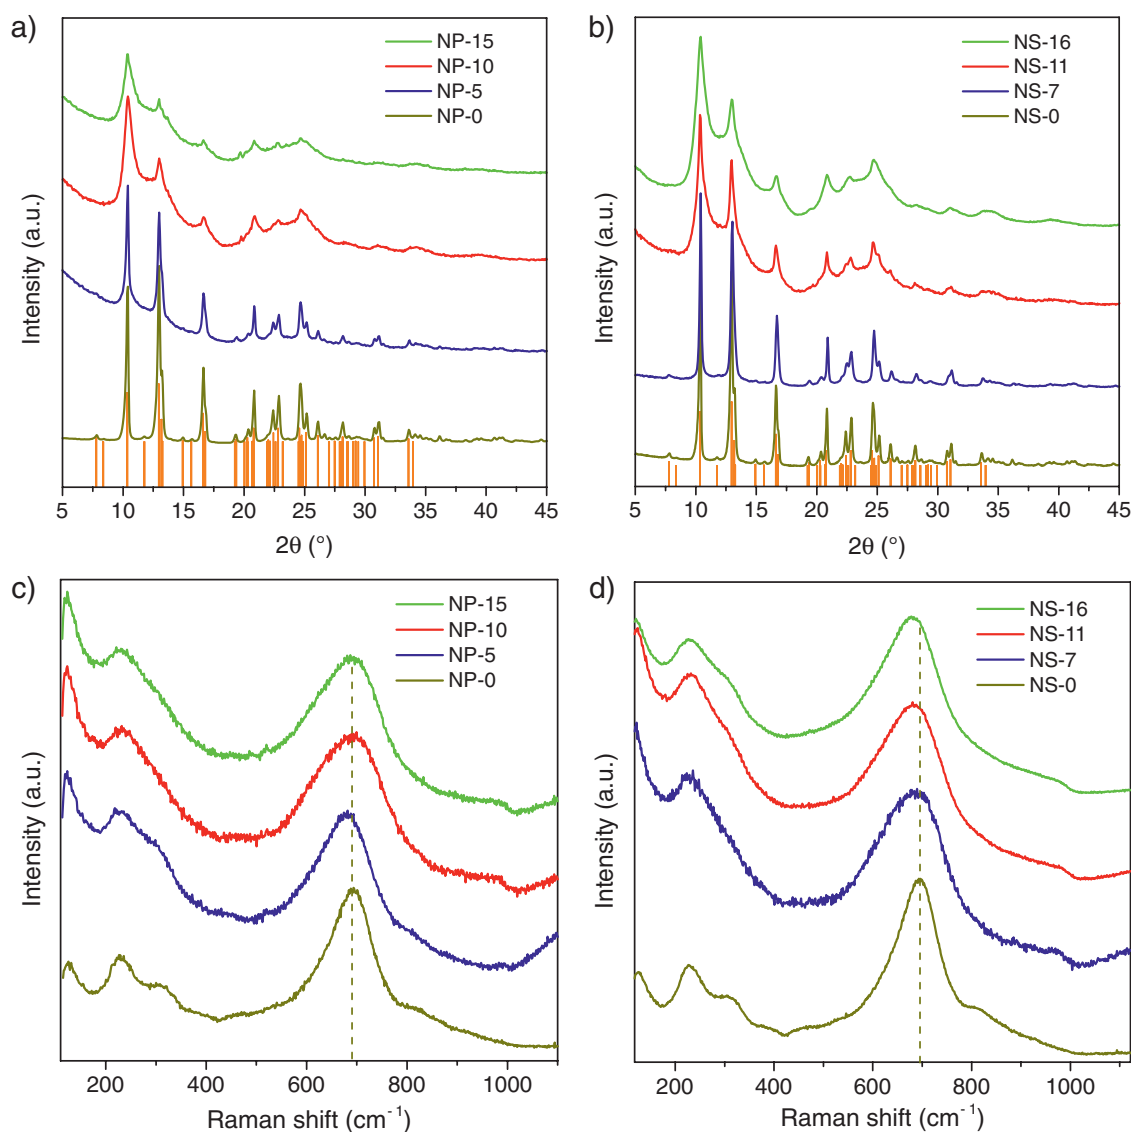 a)
NP-15
NP-10
NP-5
NP-0
Intensity (a.u.)
5 10 15 20 25 30 35 40 45
2θ (°)
b)
NS-16
NS-11
NS-7
NS-0
Intensity (a.u.)
5 10 15 20 25 30 35 40 45
2θ (°)
c)
NP-15
NP-10
NP-5
NP-0
Intensity (a.u.)
200 400 600 800 1000
Raman shift (cm⁻¹)
d)
NS-16
NS-11
NS-7
NS-0
Intensity (a.u.)
200 400 600 800 1000
Raman shift (cm⁻¹)